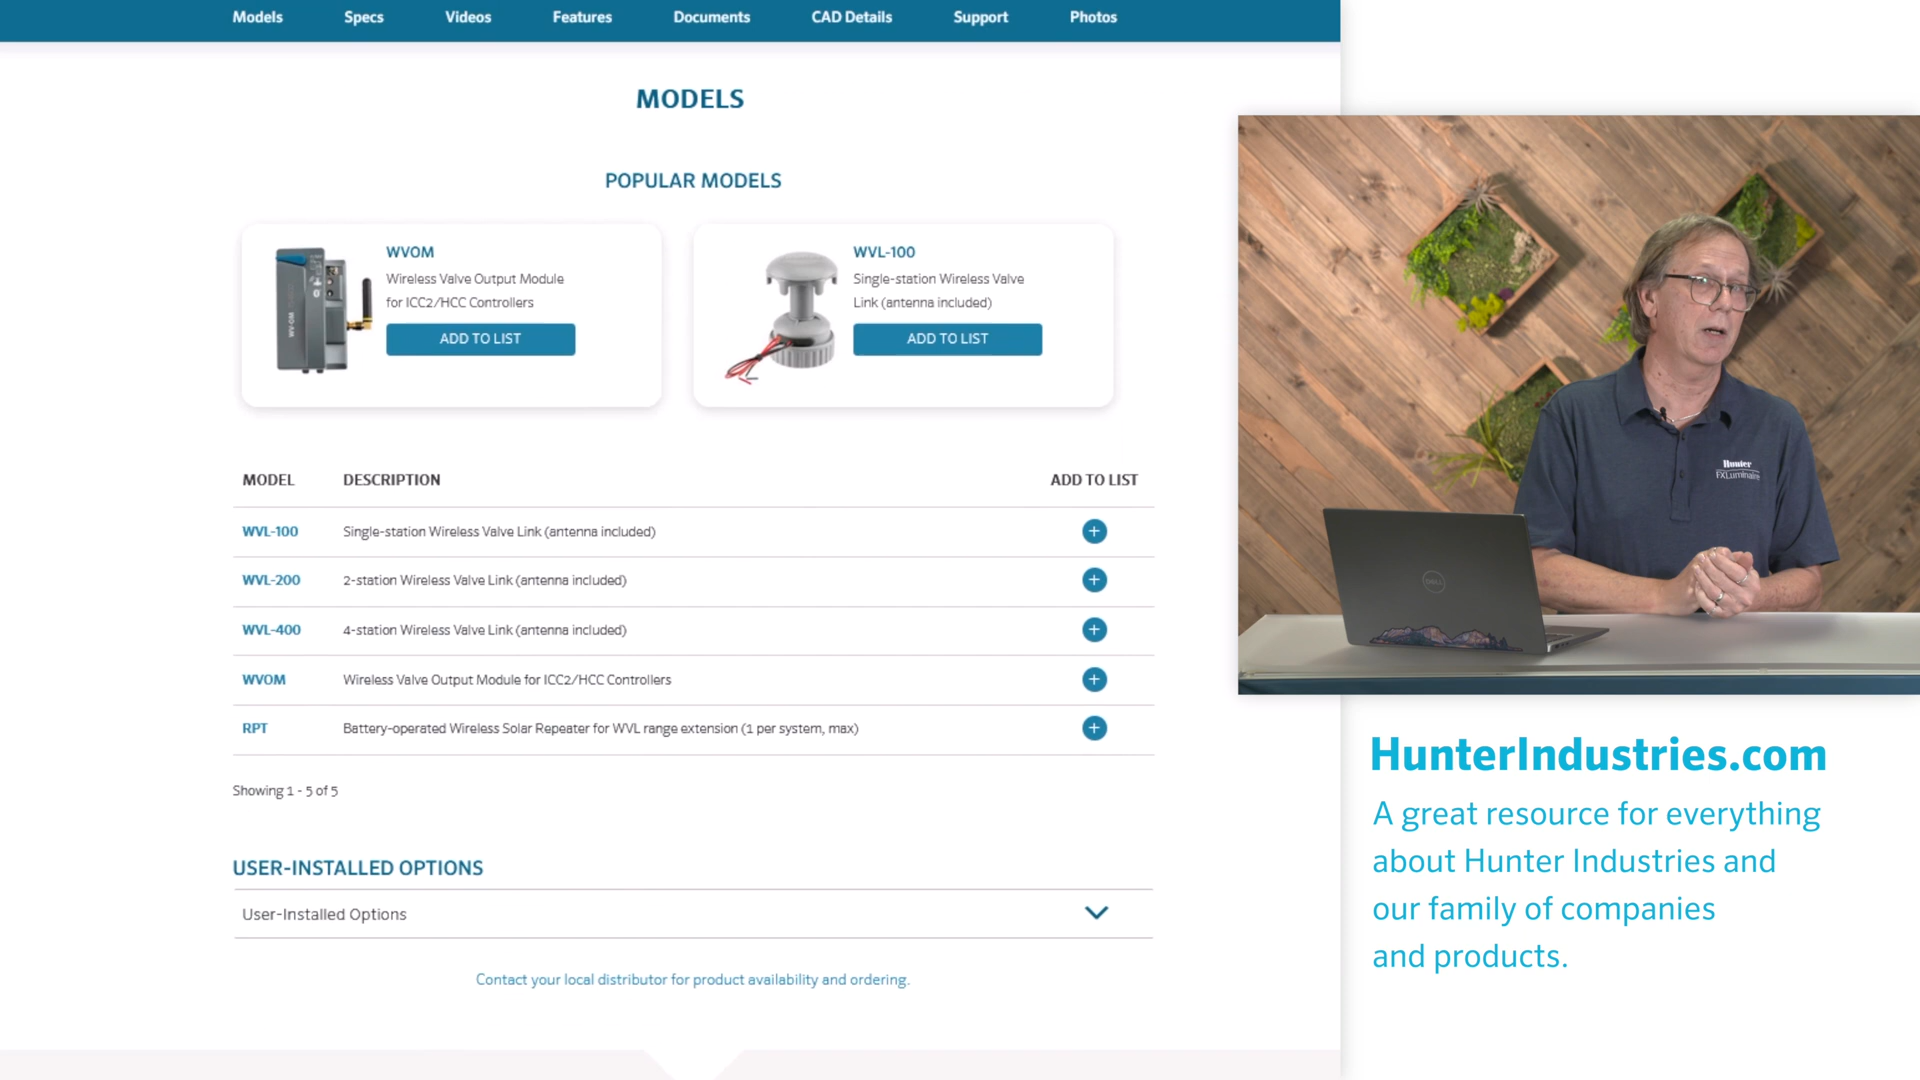 Models Specs Videos Features Documents CAD Details Support Photos
MODELS
POPULAR MODELS
WVOM
Wireless Valve Output Module
for ICC2/HCC Controllers
ADD TO LIST
WVL-100
Single-station Wireless Valve
Link (antenna included)
ADD TO LIST
MODEL DESCRIPTION ADD TO LIST
WVL-100 Single-station Wireless Valve Link (antenna included)
WVL-200 2-station Wireless Valve Link (antenna included)
WVL-400 4-station Wireless Valve Link (antenna included)
WVOM Wireless Valve Output Module for ICC2/HCC Controllers
RPT Battery-operated Wireless Solar Repeater for WVL range extension (1 per system, max)
Showing 1 - 5 of 5
USER-INSTALLED OPTIONS
User-Installed Options
Contact your local distributor for product availability and ordering.
Hunter
FXLuminaire
DELL
HunterIndustries.com
A great resource for everything
about Hunter Industries and
our family of companies
and products.